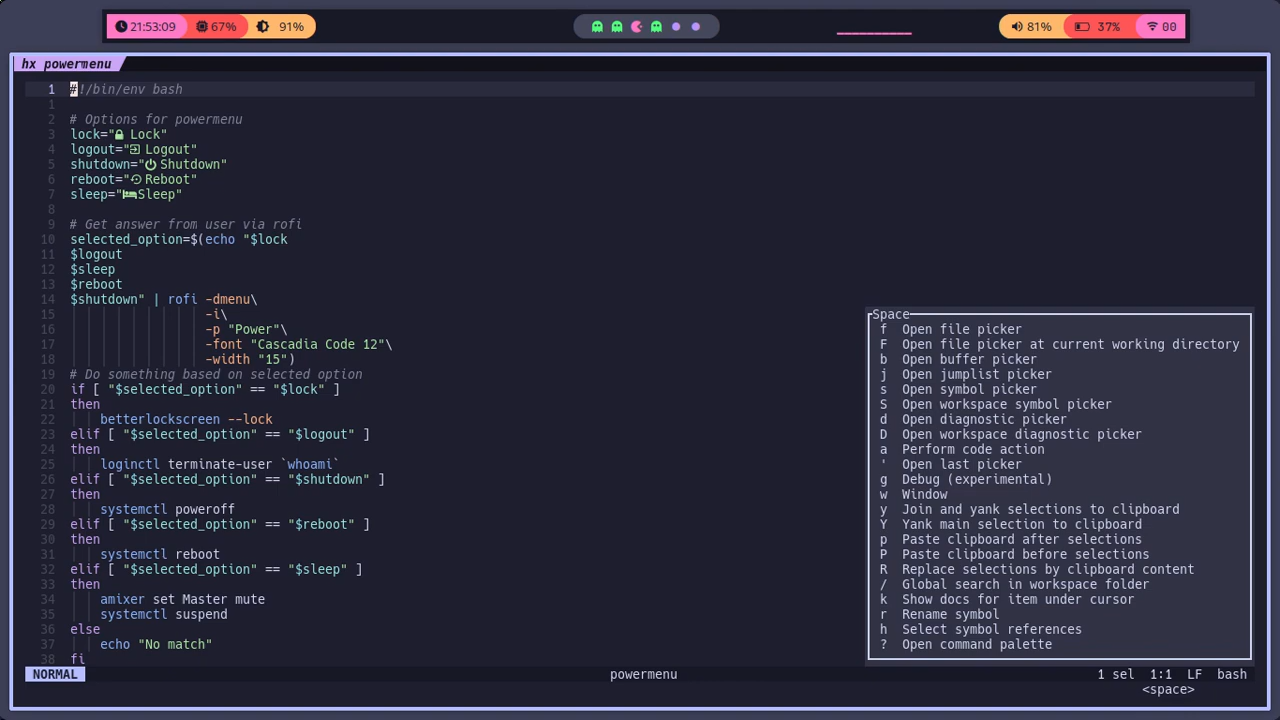 21:53:09 67% 91% 81% 37% 00
hx powermenu
1 #!/bin/env bash
1
2 # Options for powermenu
3 lock=" Lock"
4 logout=" Logout"
5 shutdown=" Shutdown"
6 reboot=" Reboot"
7 sleep=" Sleep"
8
9 # Get answer from user via rofi
10 selected_option=$(echo "$lock
11 $logout
12 $sleep
13 $reboot
14 $shutdown" | rofi -dmenu\
15 -i\
16 -p "Power"\
17 -font "Cascadia Code 12"\
18 -width "15")
19 # Do something based on selected option
20 if [ "$selected_option" == "$lock" ]
21 then
22 betterlockscreen --lock
23 elif [ "$selected_option" == "$logout" ]
24 then
25 loginctl terminate-user `whoami`
26 elif [ "$selected_option" == "$shutdown" ]
27 then
28 systemctl poweroff
29 elif [ "$selected_option" == "$reboot" ]
30 then
31 systemctl reboot
32 elif [ "$selected_option" == "$sleep" ]
33 then
34 amixer set Master mute
35 systemctl suspend
36 else
37 echo "No match"
38 fi
Space
f Open file picker
F Open file picker at current working directory
b Open buffer picker
j Open jumplist picker
s Open symbol picker
S Open workspace symbol picker
d Open diagnostic picker
D Open workspace diagnostic picker
a Perform code action
' Open last picker
g Debug (experimental)
w Window
y Join and yank selections to clipboard
Y Yank main selection to clipboard
p Paste clipboard after selections
P Paste clipboard before selections
R Replace selections by clipboard content
/ Global search in workspace folder
k Show docs for item under cursor
r Rename symbol
h Select symbol references
? Open command palette
NORMAL powermenu 1 sel 1:1 LF bash
<space>